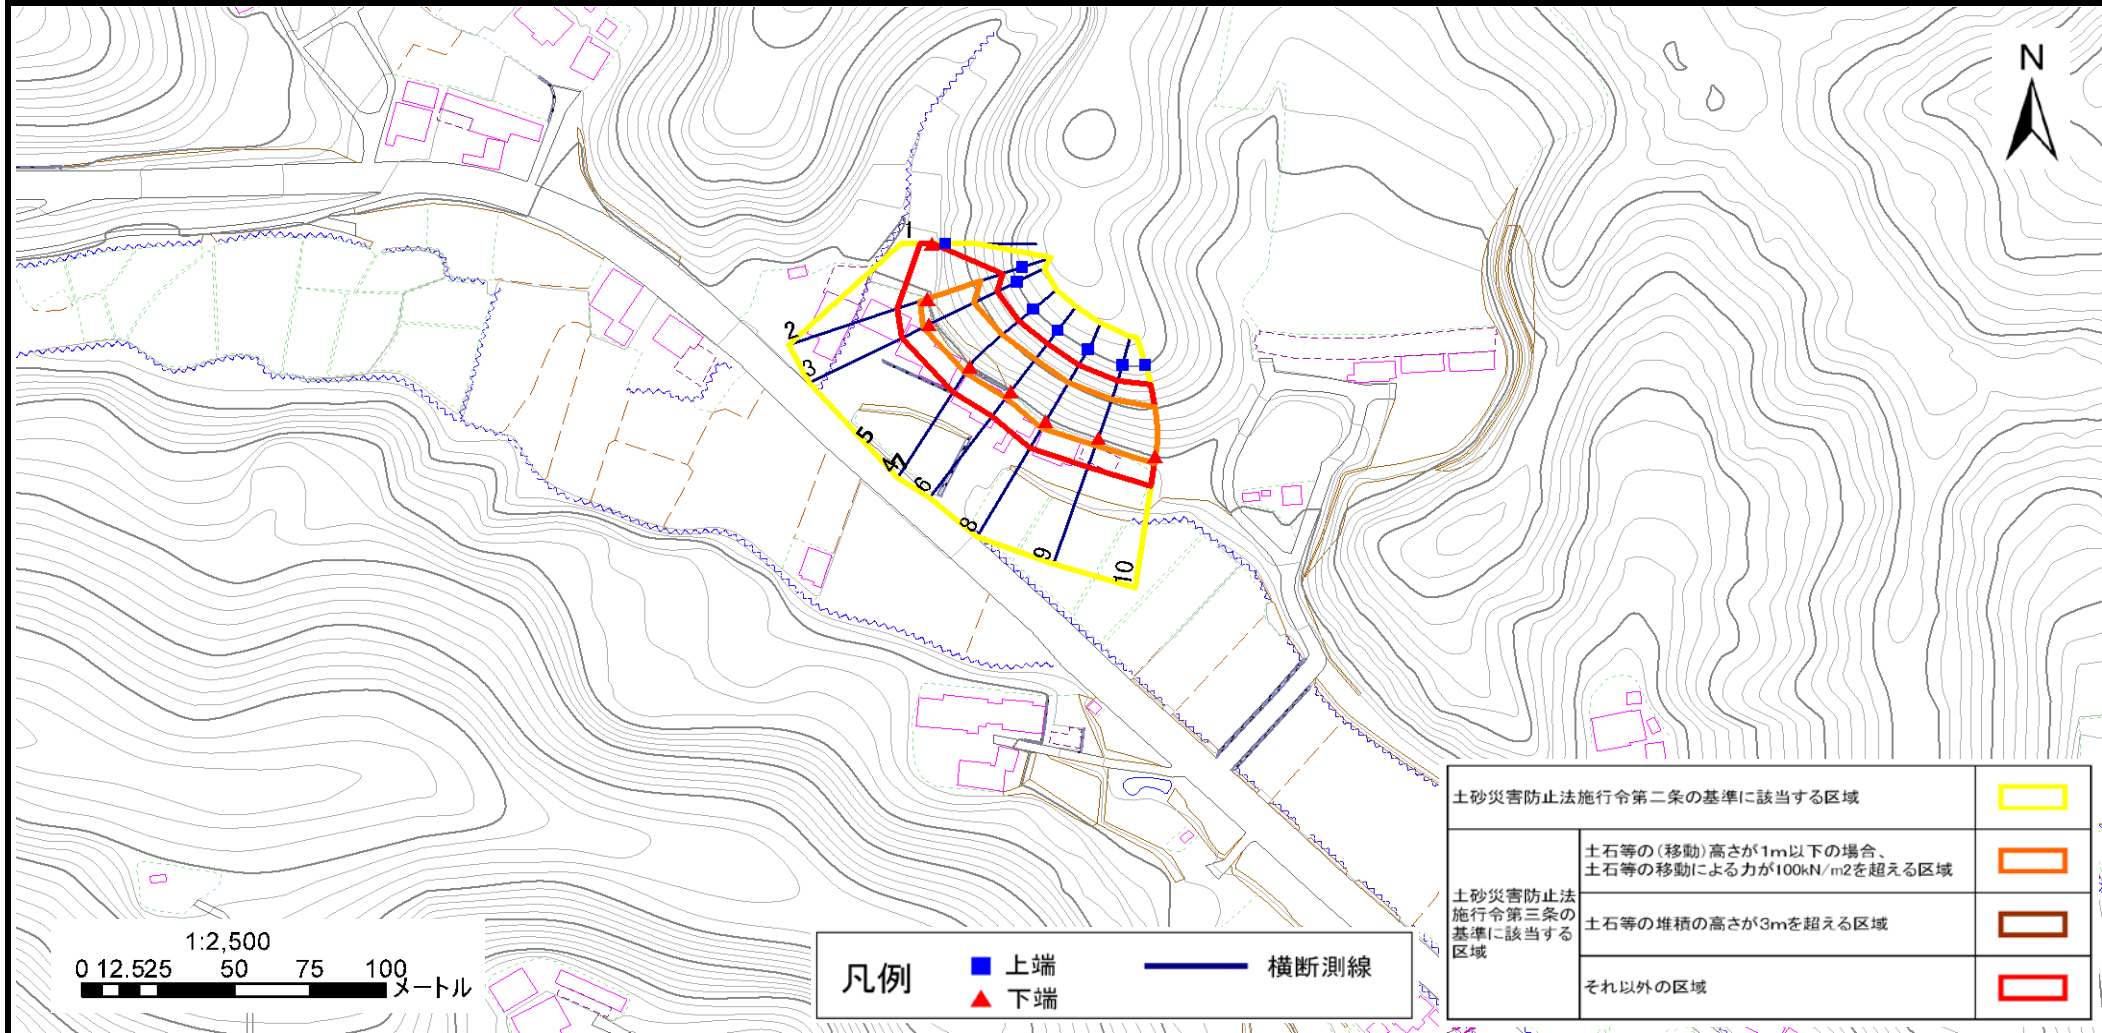 N
1
2
3
5
47
6
8
9
10
土砂災害防止法施行令第二条の基準に該当する区域
土砂災害防止法
施行令第三条の
基準に該当する
区域
土石等の(移動)高さが1m以下の場合、
土石等の移動による力が100kN/m2を超える区域
土石等の堆積の高さが3mを超える区域
それ以外の区域
1:2,500
0 12.525 50 75 100
メートル
凡例
上端
下端
横断測線